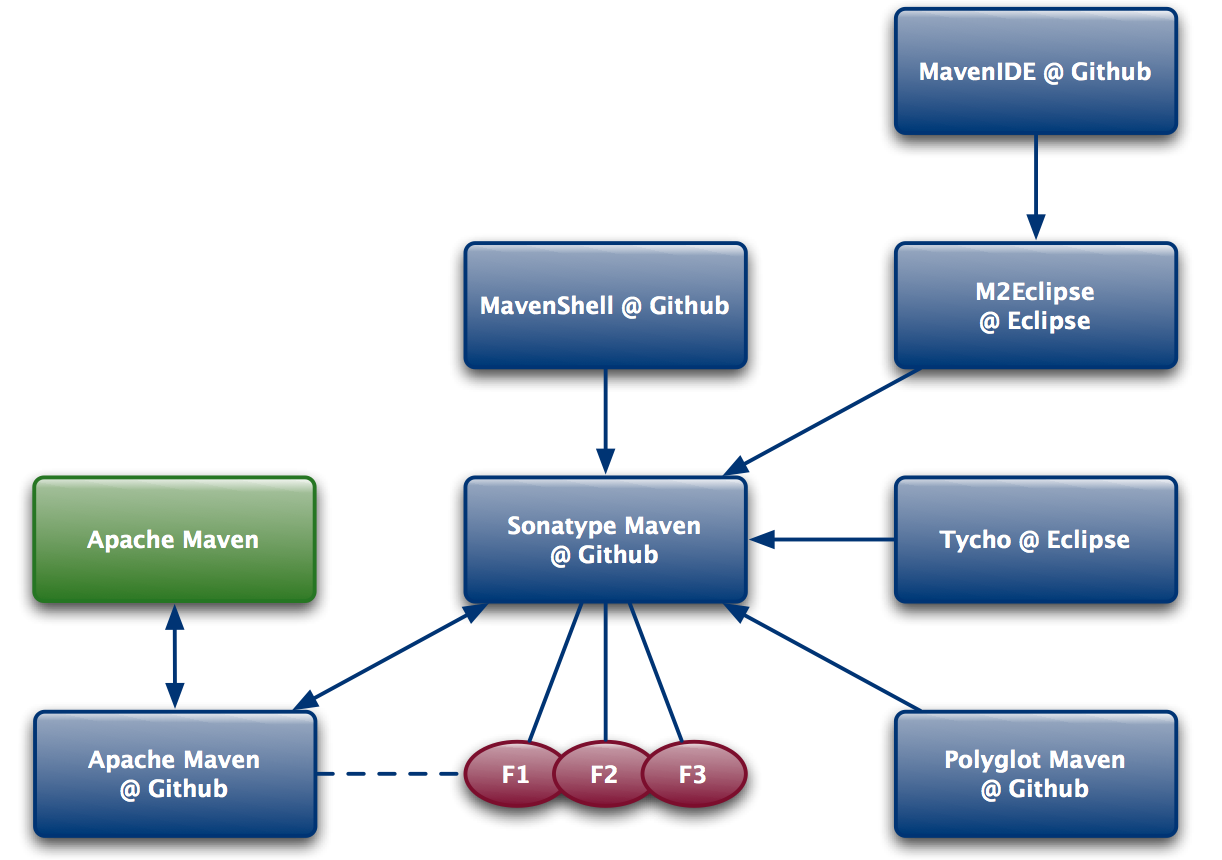 MavenIDE @ Github
MavenShell @ Github
M2Eclipse
@ Eclipse
Apache Maven
Sonatype Maven
@ Github
Tycho @ Eclipse
Apache Maven
@ Github
F1
F2
F3
Polyglot Maven
@ Github